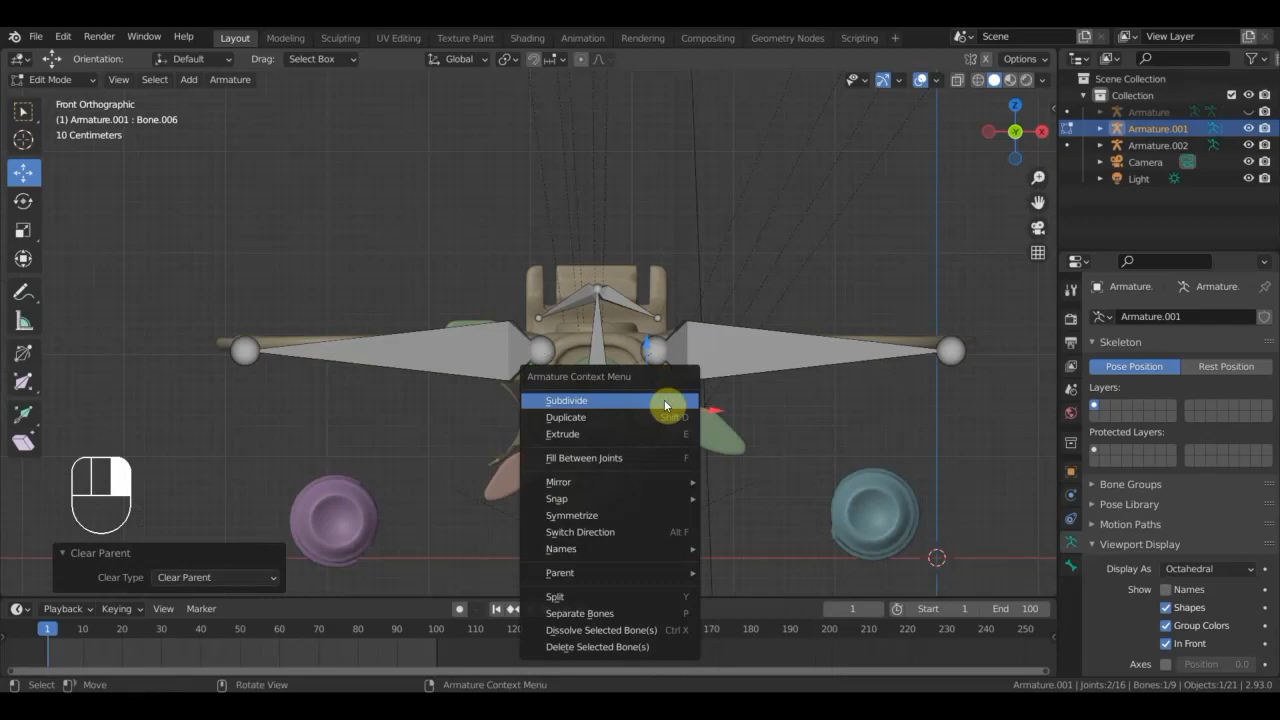 File Edit Render Window Help Layout Modeling Sculpting UV Editing Texture Paint Shading Animation Rendering Compositing Geometry Nodes Scripting + Scene View Layer
Orientation: Default Drag: Select Box Global X Options
Edit Mode View Select Add Armature
Front Orthographic
(1) Armature.001 : Bone.006
10 Centimeters
Z
X
-Y
Scene Collection
Collection
Armature
Armature.001
Armature.002
Camera
Light
Armature. Armature.
Armature.001
Skeleton
Pose Position Rest Position
Layers:
Protected Layers:
Bone Groups
Pose Library
Motion Paths
Viewport Display
Display As Octahedral
Show Names
Shapes
Group Colors
In Front
Axes Position 0.0
Armature Context Menu
Subdivide
Duplicate Shift D
Extrude E
Fill Between Joints F
Mirror
Snap
Symmetrize
Switch Direction Alt F
Names
Parent
Split Y
Separate Bones P
Dissolve Selected Bone(s) Ctrl X
Delete Selected Bone(s)
Clear Parent
Clear Type Clear Parent
Playback Keying View Marker 1 Start 1 End 100
1 10 20 30 40 50 60 70 80 90 100 110 170 180 190 200 210 220 230 240 250
Select Move Rotate View Armature Context Menu Armature.001 | Joints:2/16 | Bones:1/9 | Objects:1/21 | 2.93.0